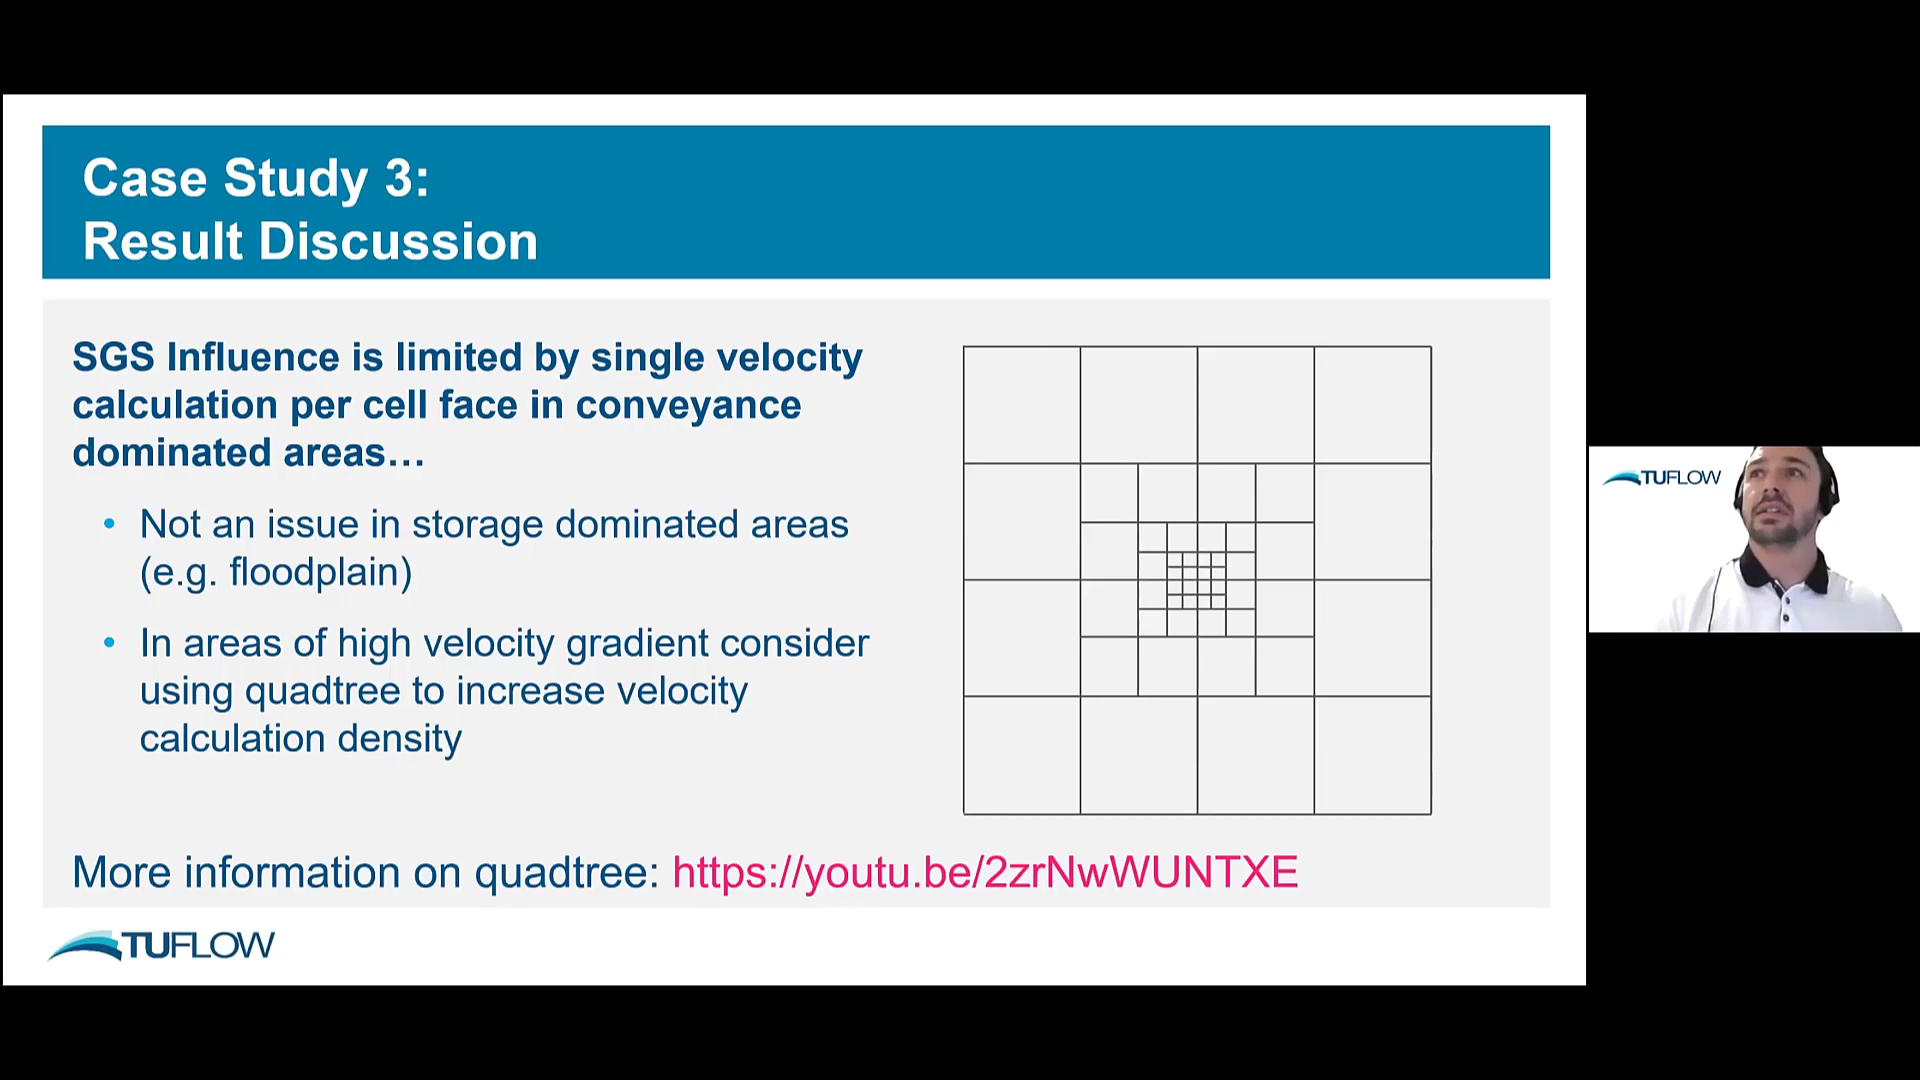 Case Study 3:
Result Discussion
SGS Influence is limited by single velocity
calculation per cell face in conveyance
dominated areas…
• Not an issue in storage dominated areas
(e.g. floodplain)
• In areas of high velocity gradient consider
using quadtree to increase velocity
calculation density
More information on quadtree: https://youtu.be/2zrNwWUNTXE
TUFLOW
TUFLOW